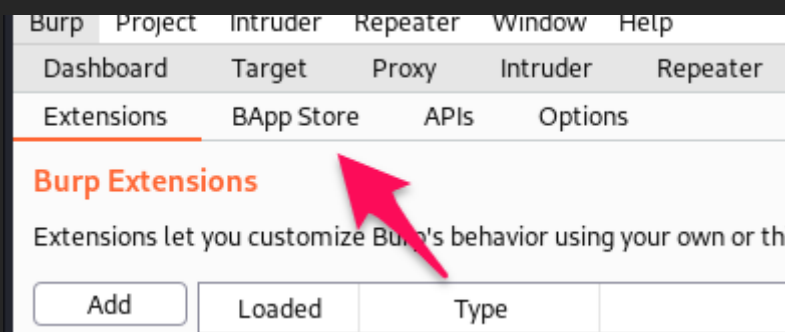 Burp Project Intruder Repeater Window Help
Dashboard Target Proxy Intruder Repeater
Extensions BApp Store APIs Options
Burp Extensions
Extensions let you customize Burp's behavior using your own or th
Add Loaded Type